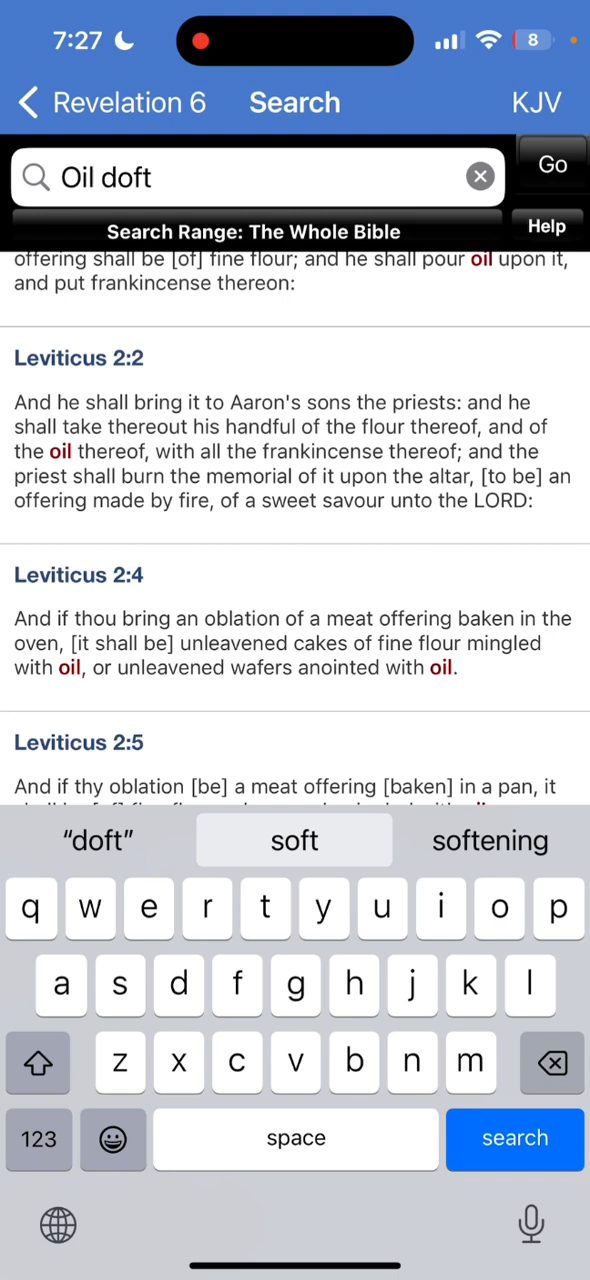 7:27
8
Revelation 6 Search KJV
Oil doft
Go
Search Range: The Whole Bible
Help
offering shall be [of] fine flour; and he shall pour oil upon it,
and put frankincense thereon:
Leviticus 2:2
And he shall bring it to Aaron's sons the priests: and he
shall take thereout his handful of the flour thereof, and of
the oil thereof, with all the frankincense thereof; and the
priest shall burn the memorial of it upon the altar, [to be] an
offering made by fire, of a sweet savour unto the LORD:
Leviticus 2:4
And if thou bring an oblation of a meat offering baken in the
oven, [it shall be] unleavened cakes of fine flour mingled
with oil, or unleavened wafers anointed with oil.
Leviticus 2:5
And if thy oblation [be] a meat offering [baken] in a pan, it
“doft” soft softening
q w e r t y u i o p
a s d f g h j k l
z x c v b n m
123 space search